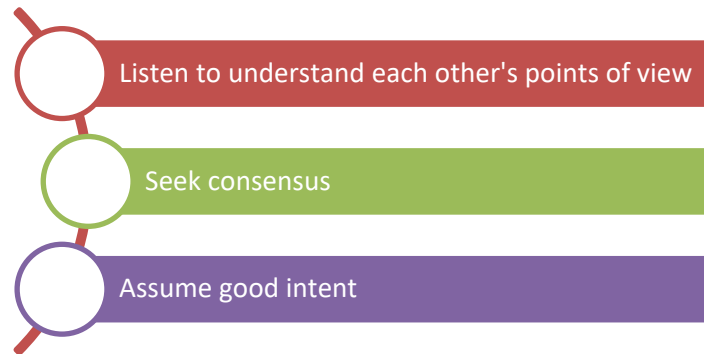 Listen to understand each other's points of view
Seek consensus
Assume good intent